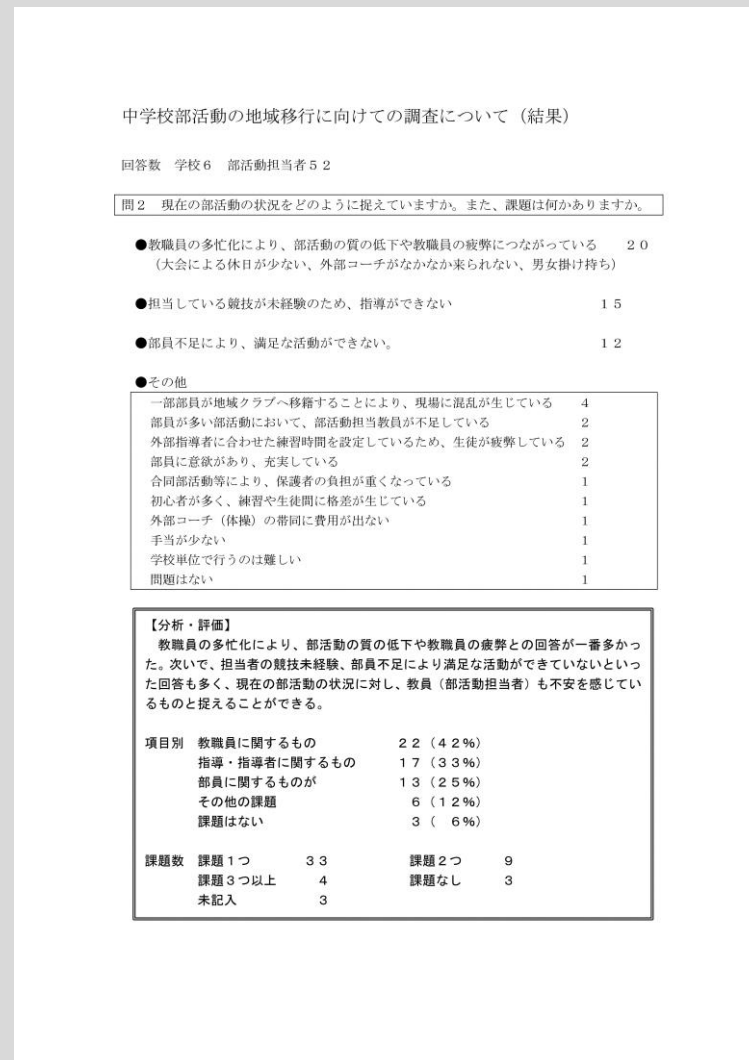 中学校部活動の地域移行に向けての調査について（結果）
回答数　学校６　部活動担当者５２
問２　現在の部活動の状況をどのように捉えていますか。また、課題は何かありますか。
●教職員の多忙化により、部活動の質の低下や教職員の疲弊につながっている　　２０
（大会による休日が少ない、外部コーチがなかなか来られない、男女掛け持ち）
●担当している競技が未経験のため、指導ができない　　１５
●部員不足により、満足な活動ができない。　　１２
●その他
一部部員が地域クラブへ移籍することにより、現場に混乱が生じている　　4
部員が多い部活動において、部活動担当教員が不足している　　2
外部指導者に合わせた練習時間を設定しているため、生徒が疲弊している　2
部員に意欲があり、充実している　　2
合同部活動等により、保護者の負担が重くなっている　　1
初心者が多く、練習や生徒間に格差が生じている　　1
外部コーチ（体操）の帯同に費用が出ない　　1
手当が少ない　　1
学校単位で行うのは難しい　　1
問題はない　　1
【分析・評価】
　教職員の多忙化により、部活動の質の低下や教職員の疲弊との回答が一番多かっ
た。次いで、担当者の競技未経験、部員不足により満足な活動ができていないといっ
た回答も多く、現在の部活動の状況に対し、教員（部活動担当者）も不安を感じてい
るものと捉えることができる。
項目別　教職員に関するもの　　２２（４２%）
指導・指導者に関するもの　　１７（３３%）
部員に関するものが　　１３（２５%）
その他の課題　　６（１２%）
課題はない　　３（　６%）
課題数　課題１つ　　３３　　課題２つ　　９
課題３つ以上　　４　　課題なし　　３
未記入　　３